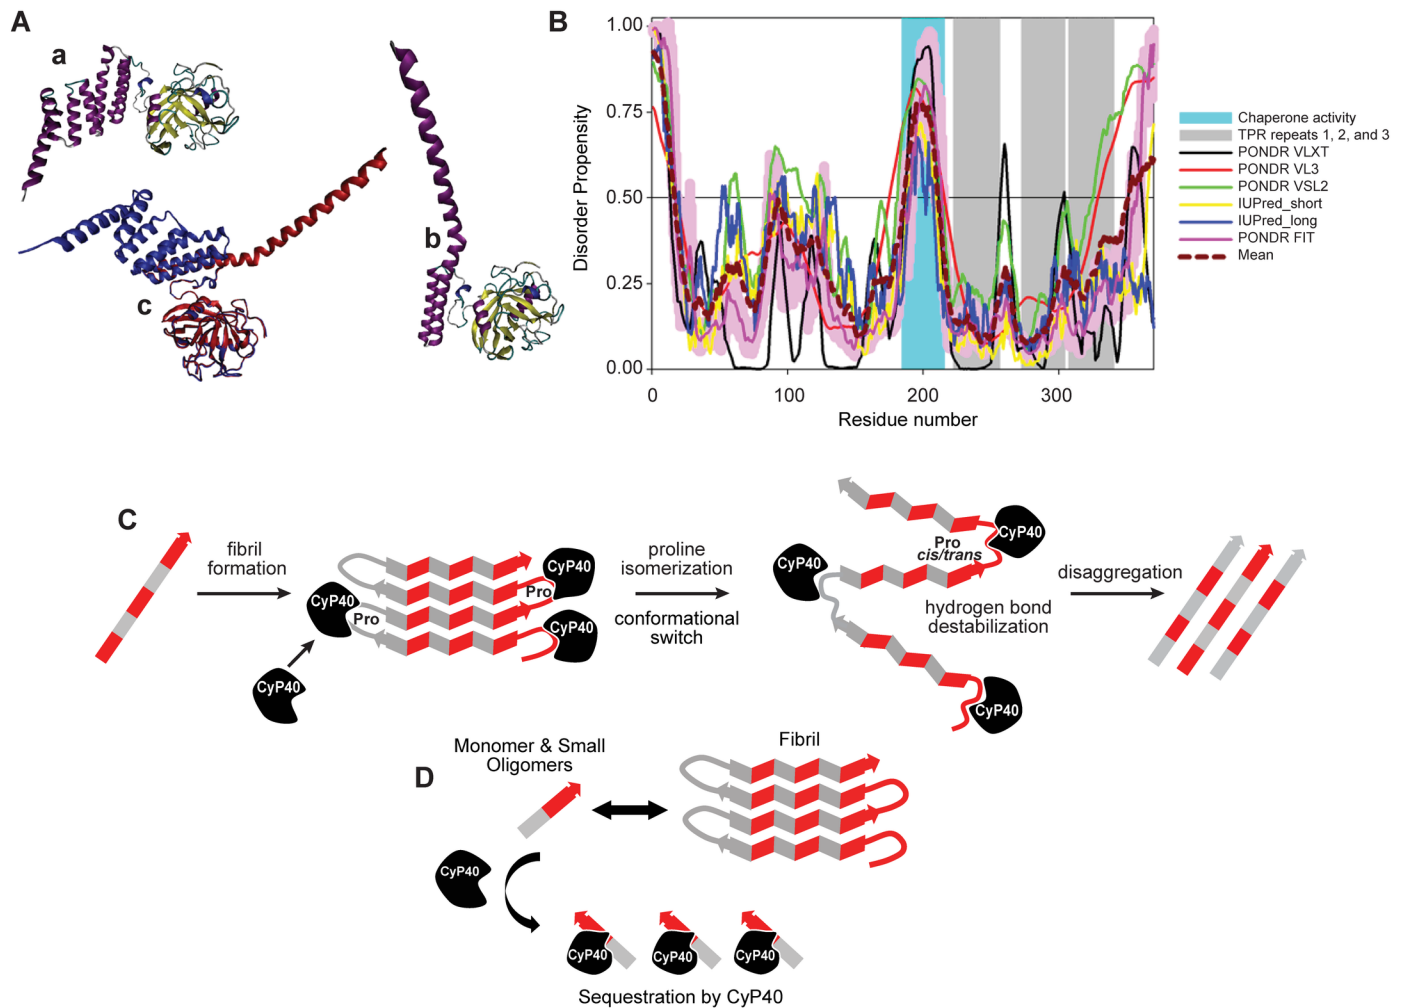 A
a
b
c
B
Disorder Propensity
1.00
0.75
0.50
0.25
0.00
0
100
200
300
Residue number
Chaperone activity
TPR repeats 1, 2, and 3
PONDR VLXT
PONDR VL3
PONDR VSL2
IUPred_short
IUPred_long
PONDR FIT
Mean
C
fibril
formation
CyP40
CyP40
Pro
CyP40
Pro
CyP40
proline
isomerization
conformational
switch
CyP40
CyP40
Pro
cis/trans
hydrogen bond
destabilization
CyP40
disaggregation
D
Monomer & Small
Oligomers
Fibril
CyP40
CyP40
CyP40
CyP40
Sequestration by CyP40